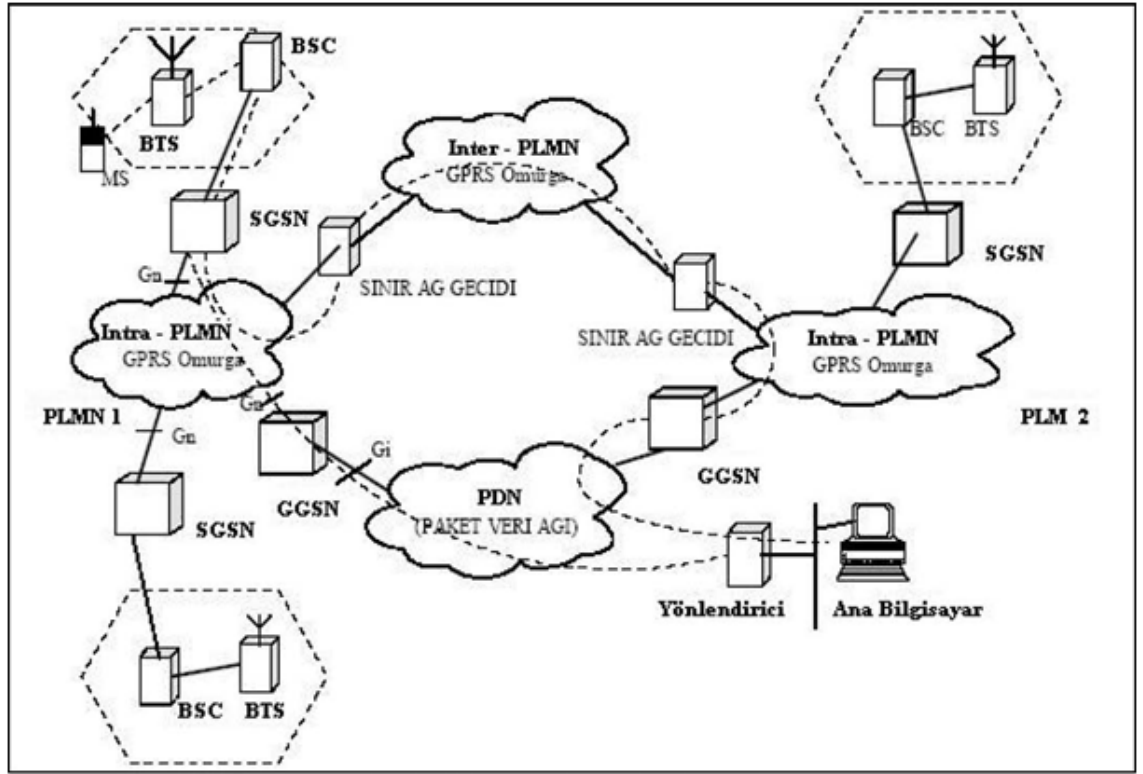 BSC
BTS
MS
SGSN
Gn
SINIR AG GECIDI
Inter - PLMN
GPRS Omurga
BSC
BTS
SGSN
SINIR AG GECIDI
Intra - PLMN
GPRS Omurga
PLMN 1
Gn
Gn
Intra - PLMN
GPRS Omurga
PLM 2
GGSN
Gi
PDN
(PAKET VERI AGI)
GGSN
SGSN
Yönlendirici
Ana Bilgisayar
BSC
BTS